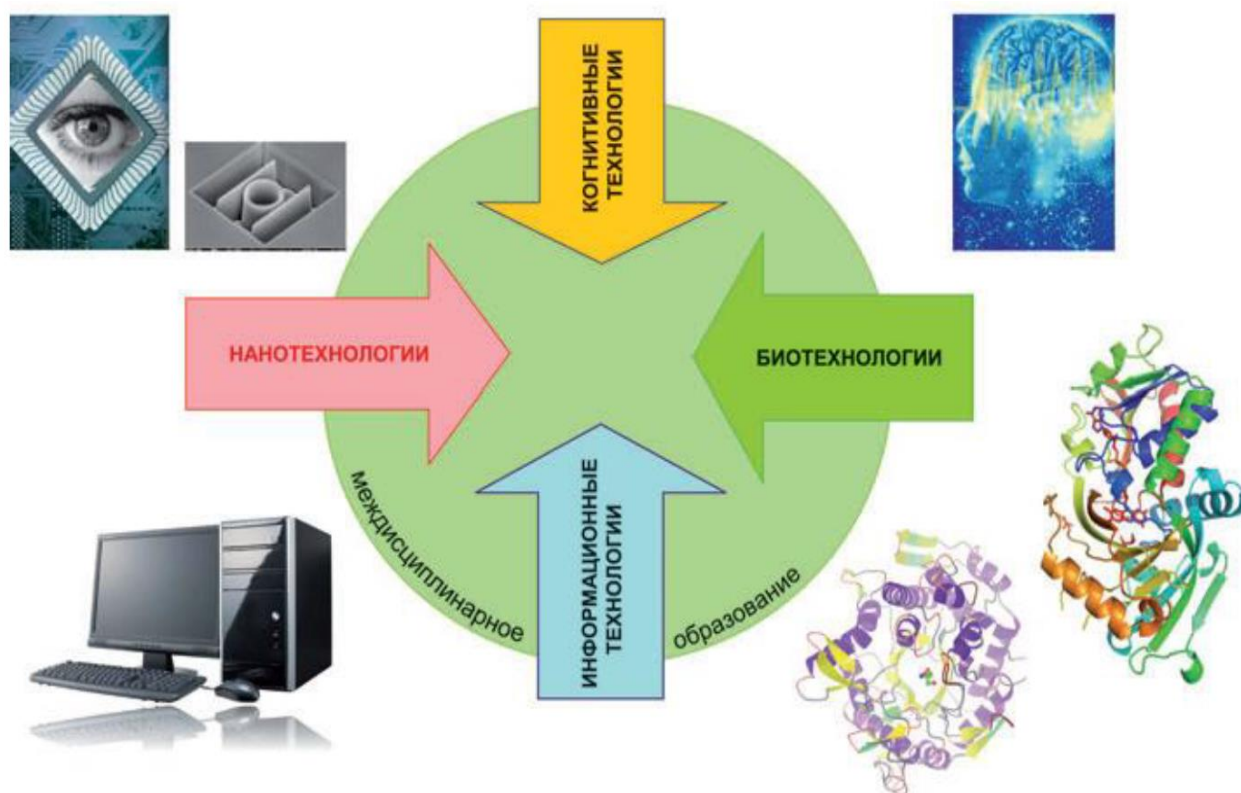 КОГНИТИВНЫЕ
ТЕХНОЛОГИИ
НАНОТЕХНОЛОГИИ
БИОТЕХНОЛОГИИ
ИНФОРМАЦИОННЫЕ
ТЕХНОЛОГИИ
междисциплинарное
образование